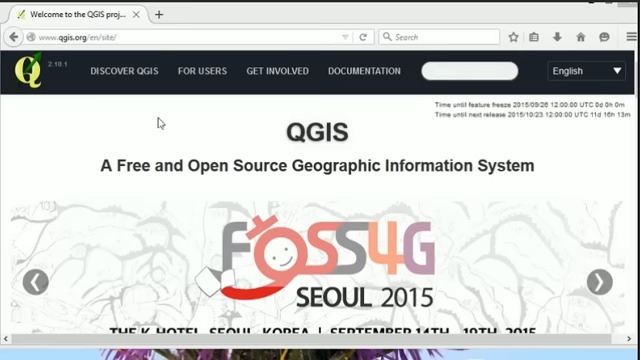 Welcome to the QGIS proj...
www.qgis.org/en/site/
Search
2.10.1
DISCOVER QGIS
FOR USERS
GET INVOLVED
DOCUMENTATION
English
Time until feature freeze 2015/09/26 12:00:00 UTC 0d 0h 0m
Time until next release 2015/10/23 12:00:00 UTC 11d 16h 13m
QGIS
A Free and Open Source Geographic Information System
FOSS4G
SEOUL 2015
THE K-HOTEL, SEOUL, KOREA | SEPTEMBER 14TH - 19TH, 2015